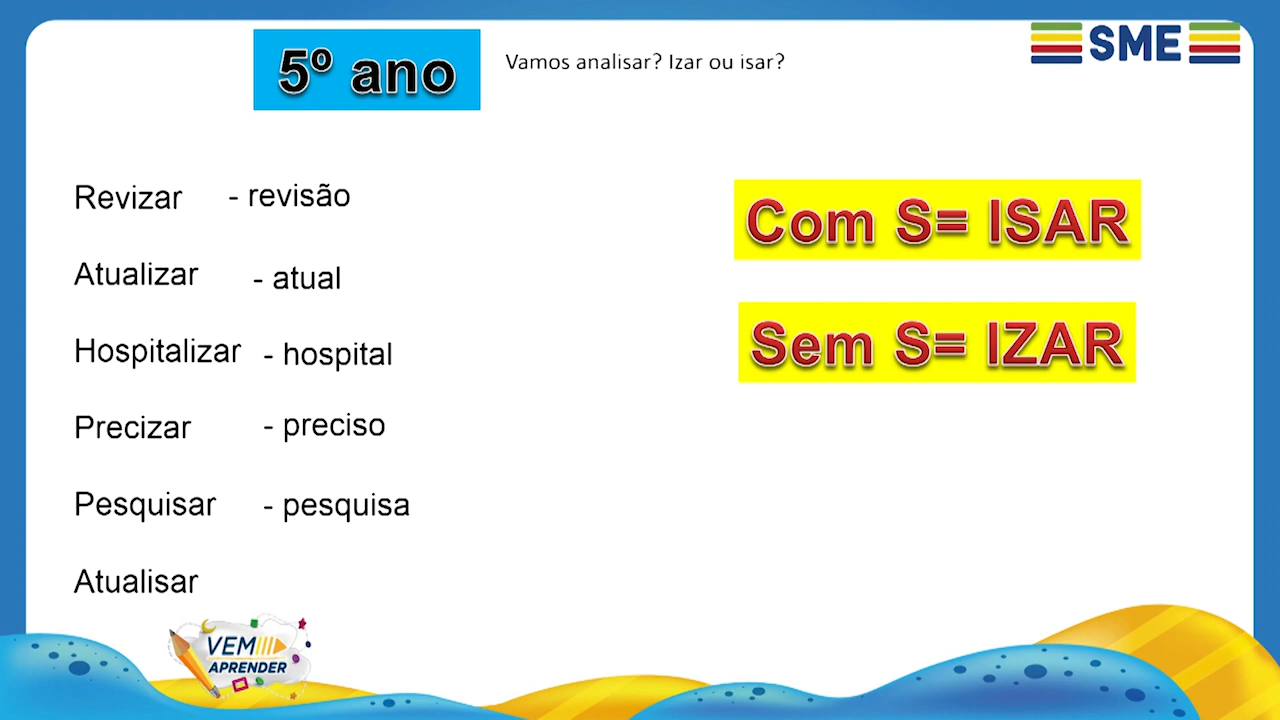 5º ano
Vamos analisar? Izar ou isar?
SME
Revizar - revisão
Atualizar - atual
Hospitalizar - hospital
Precizar - preciso
Pesquisar - pesquisa
Atualisar
Com S= ISAR
Sem S= IZAR
VEM
APRENDER